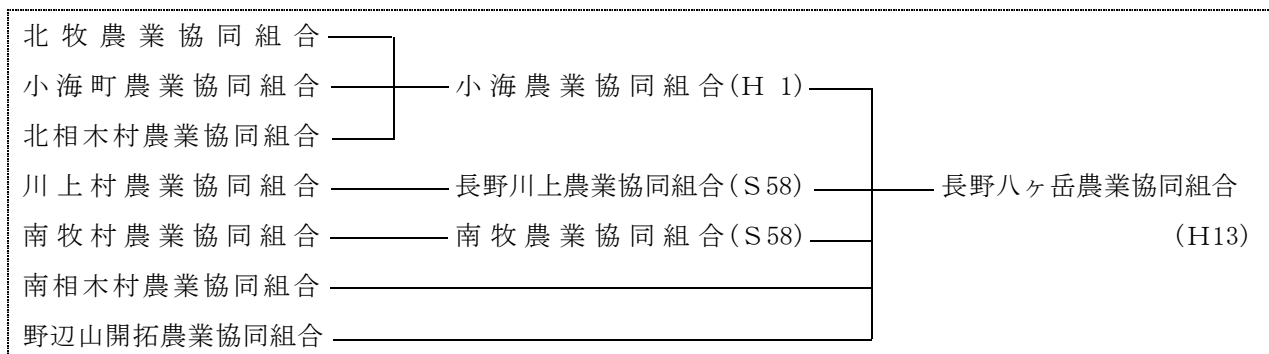 北牧農業協同組合
小海町農業協同組合 小海農業協同組合(H 1)
北相木村農業協同組合
川上村農業協同組合 長野川上農業協同組合(S58) 長野八ヶ岳農業協同組合
南牧村農業協同組合 南牧農業協同組合(S58) (H13)
南相木村農業協同組合
野辺山開拓農業協同組合